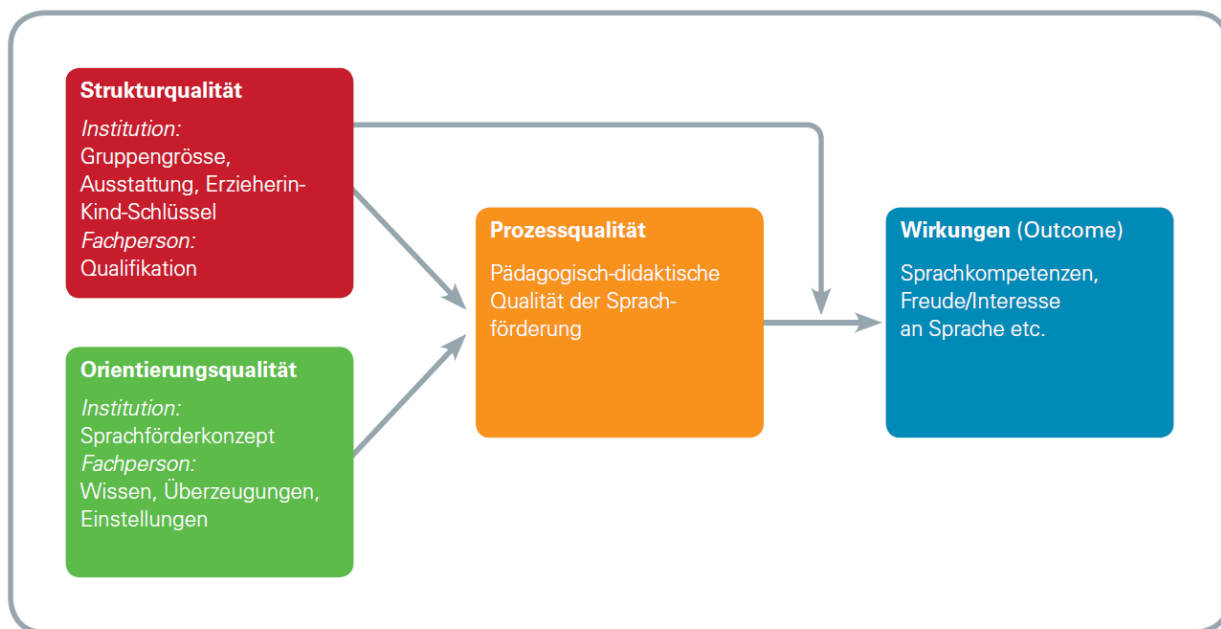 Strukturqualität
Institution:
Gruppengrösse,
Ausstattung, Erzieherin-
Kind-Schlüssel
Fachperson:
Qualifikation
Orientierungsqualität
Institution:
Sprachförderkonzept
Fachperson:
Wissen, Überzeugungen,
Einstellungen
Prozessqualität
Pädagogisch-didaktische
Qualität der Sprach-
förderung
Wirkungen (Outcome)
Sprachkompetenzen,
Freude/Interesse
an Sprache etc.